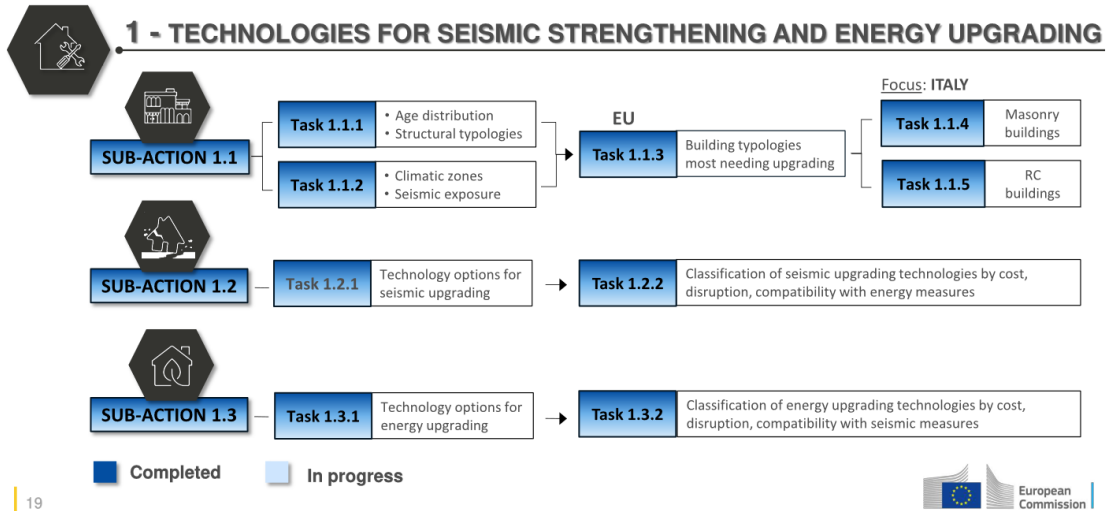 1 - TECHNOLOGIES FOR SEISMIC STRENGTHENING AND ENERGY UPGRADING
SUB-ACTION 1.1
Task 1.1.1
• Age distribution
• Structural typologies
Task 1.1.2
• Climatic zones
• Seismic exposure
EU
Task 1.1.3
Building typologies
most needing upgrading
Focus: ITALY
Task 1.1.4
Masonry
buildings
Task 1.1.5
RC
buildings
SUB-ACTION 1.2
Task 1.2.1
Technology options for
seismic upgrading
Task 1.2.2
Classification of seismic upgrading technologies by cost,
disruption, compatibility with energy measures
SUB-ACTION 1.3
Task 1.3.1
Technology options for
energy upgrading
Task 1.3.2
Classification of energy upgrading technologies by cost,
disruption, compatibility with seismic measures
Completed
In progress
19
European
Commission